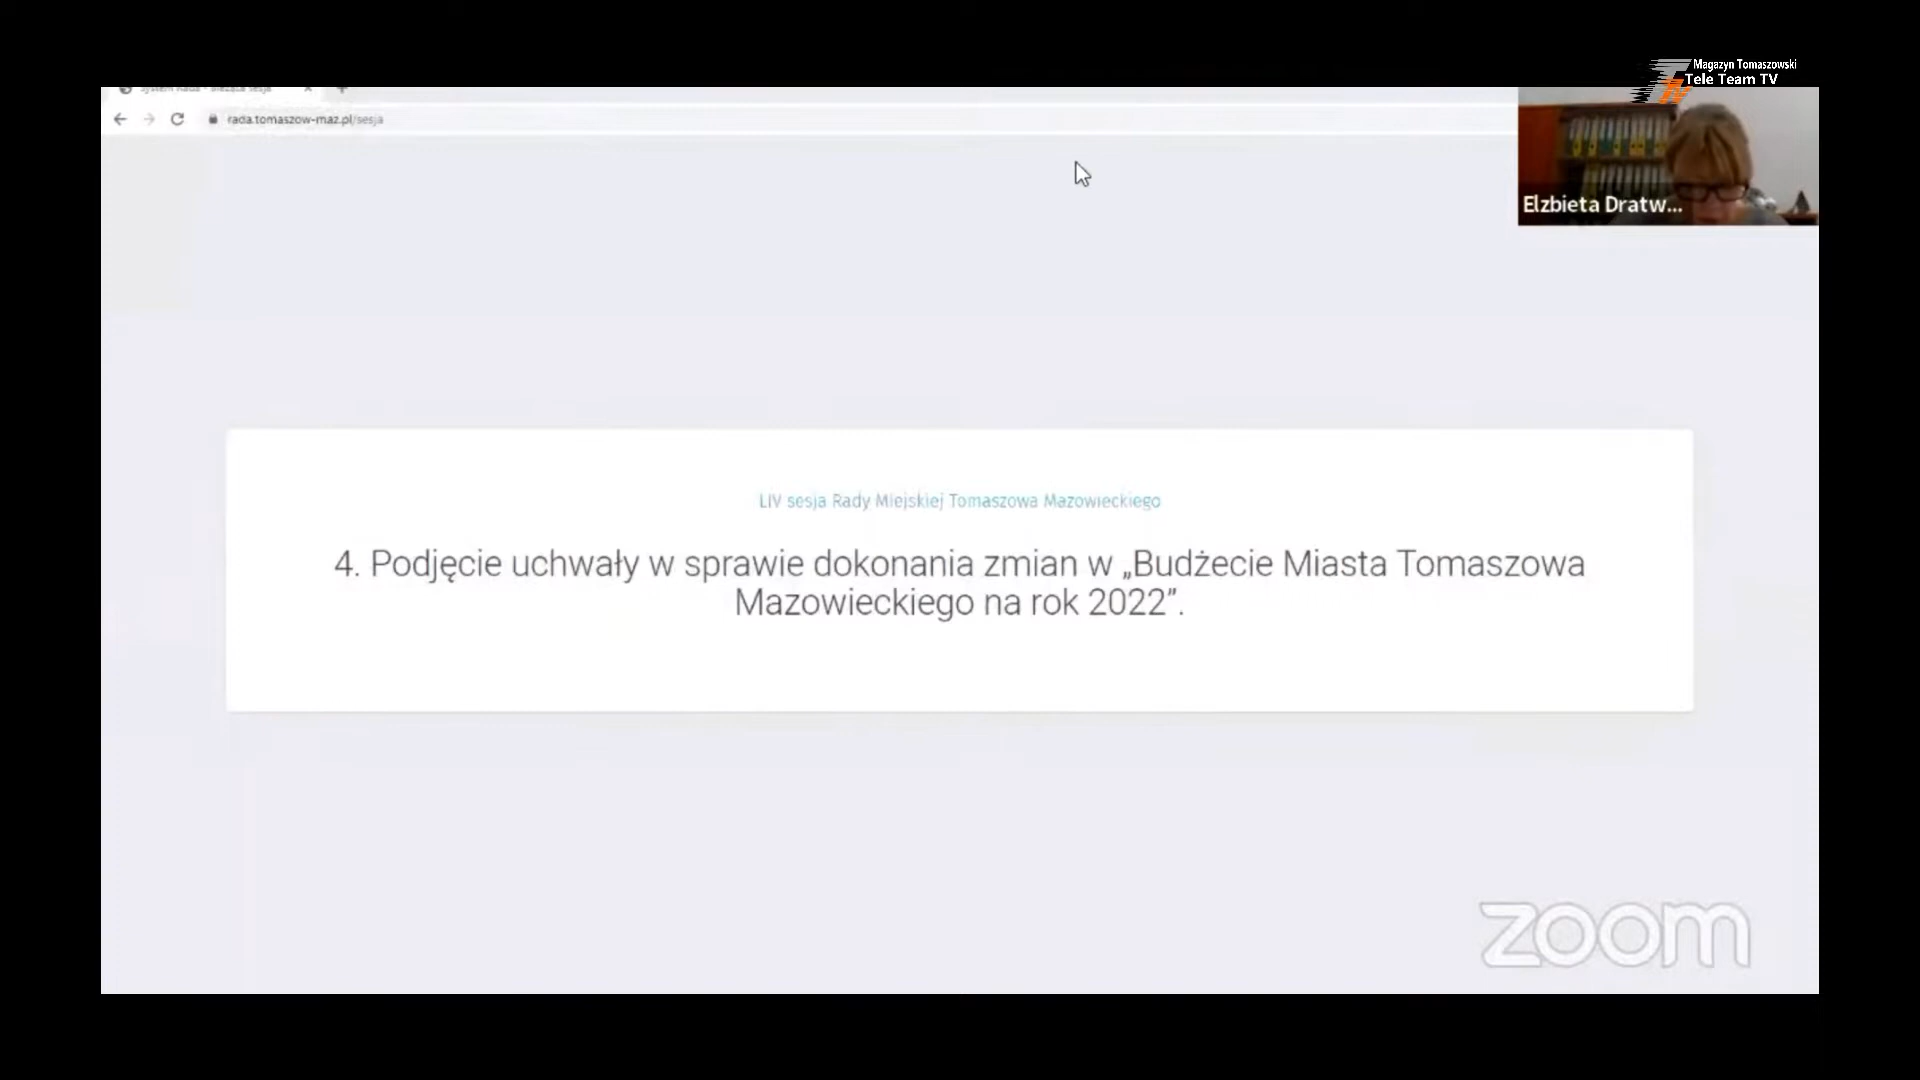 Magazyn Tomaszowski
Tele Team TV
rada.tomaszow-maz.pl/sesja
Elzbieta Dratw...
LIV sesja Rady Miejskiej Tomaszowa Mazowieckiego
4. Podjęcie uchwały w sprawie dokonania zmian w „Budżecie Miasta Tomaszowa
Mazowieckiego na rok 2022”.
zoom